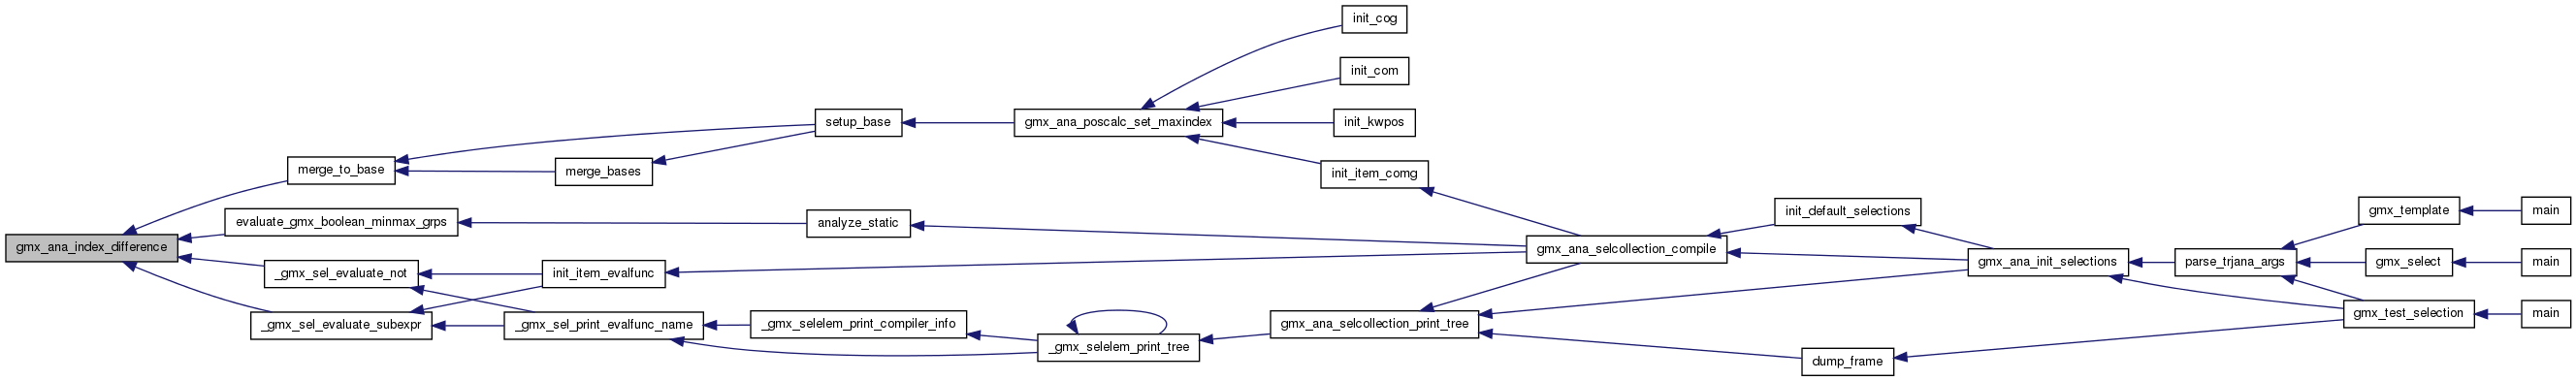 init_cog
init_com
setup_base
gmx_ana_poscalc_set_maxindex
init_kwpos
merge_to_base
merge_bases
init_item_comg
evaluate_gmx_boolean_minmax_grps
analyze_static
init_default_selections
gmx_template
main
gmx_ana_index_difference
gmx_ana_selcollection_compile
_gmx_sel_evaluate_not
init_item_evalfunc
gmx_ana_init_selections
parse_trjana_args
gmx_select
main
_gmx_sel_evaluate_subexpr
_gmx_sel_print_evalfunc_name
_gmx_selelem_print_compiler_info
gmx_ana_selcollection_print_tree
gmx_test_selection
main
_gmx_selelem_print_tree
dump_frame